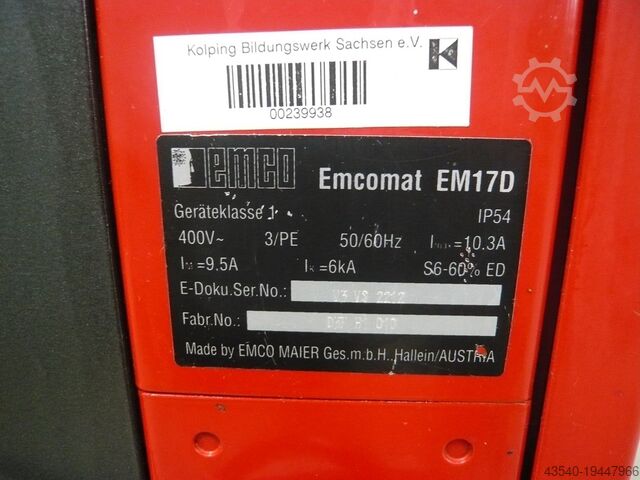 Kolping Bildungswerk Sachsen e.V.
K
00239938
emco
Emcomat EM17D
Geräteklasse 1
IP54
400V~ 3/PE 50/60Hz Imax=10.3A
=9.5A =6kA S6-60% ED
E-Doku.Ser.No.:
Fabr.No.:
Made by EMCO MAIER Ges.m.b.H., Hallein/AUSTRIA
43540-19447966